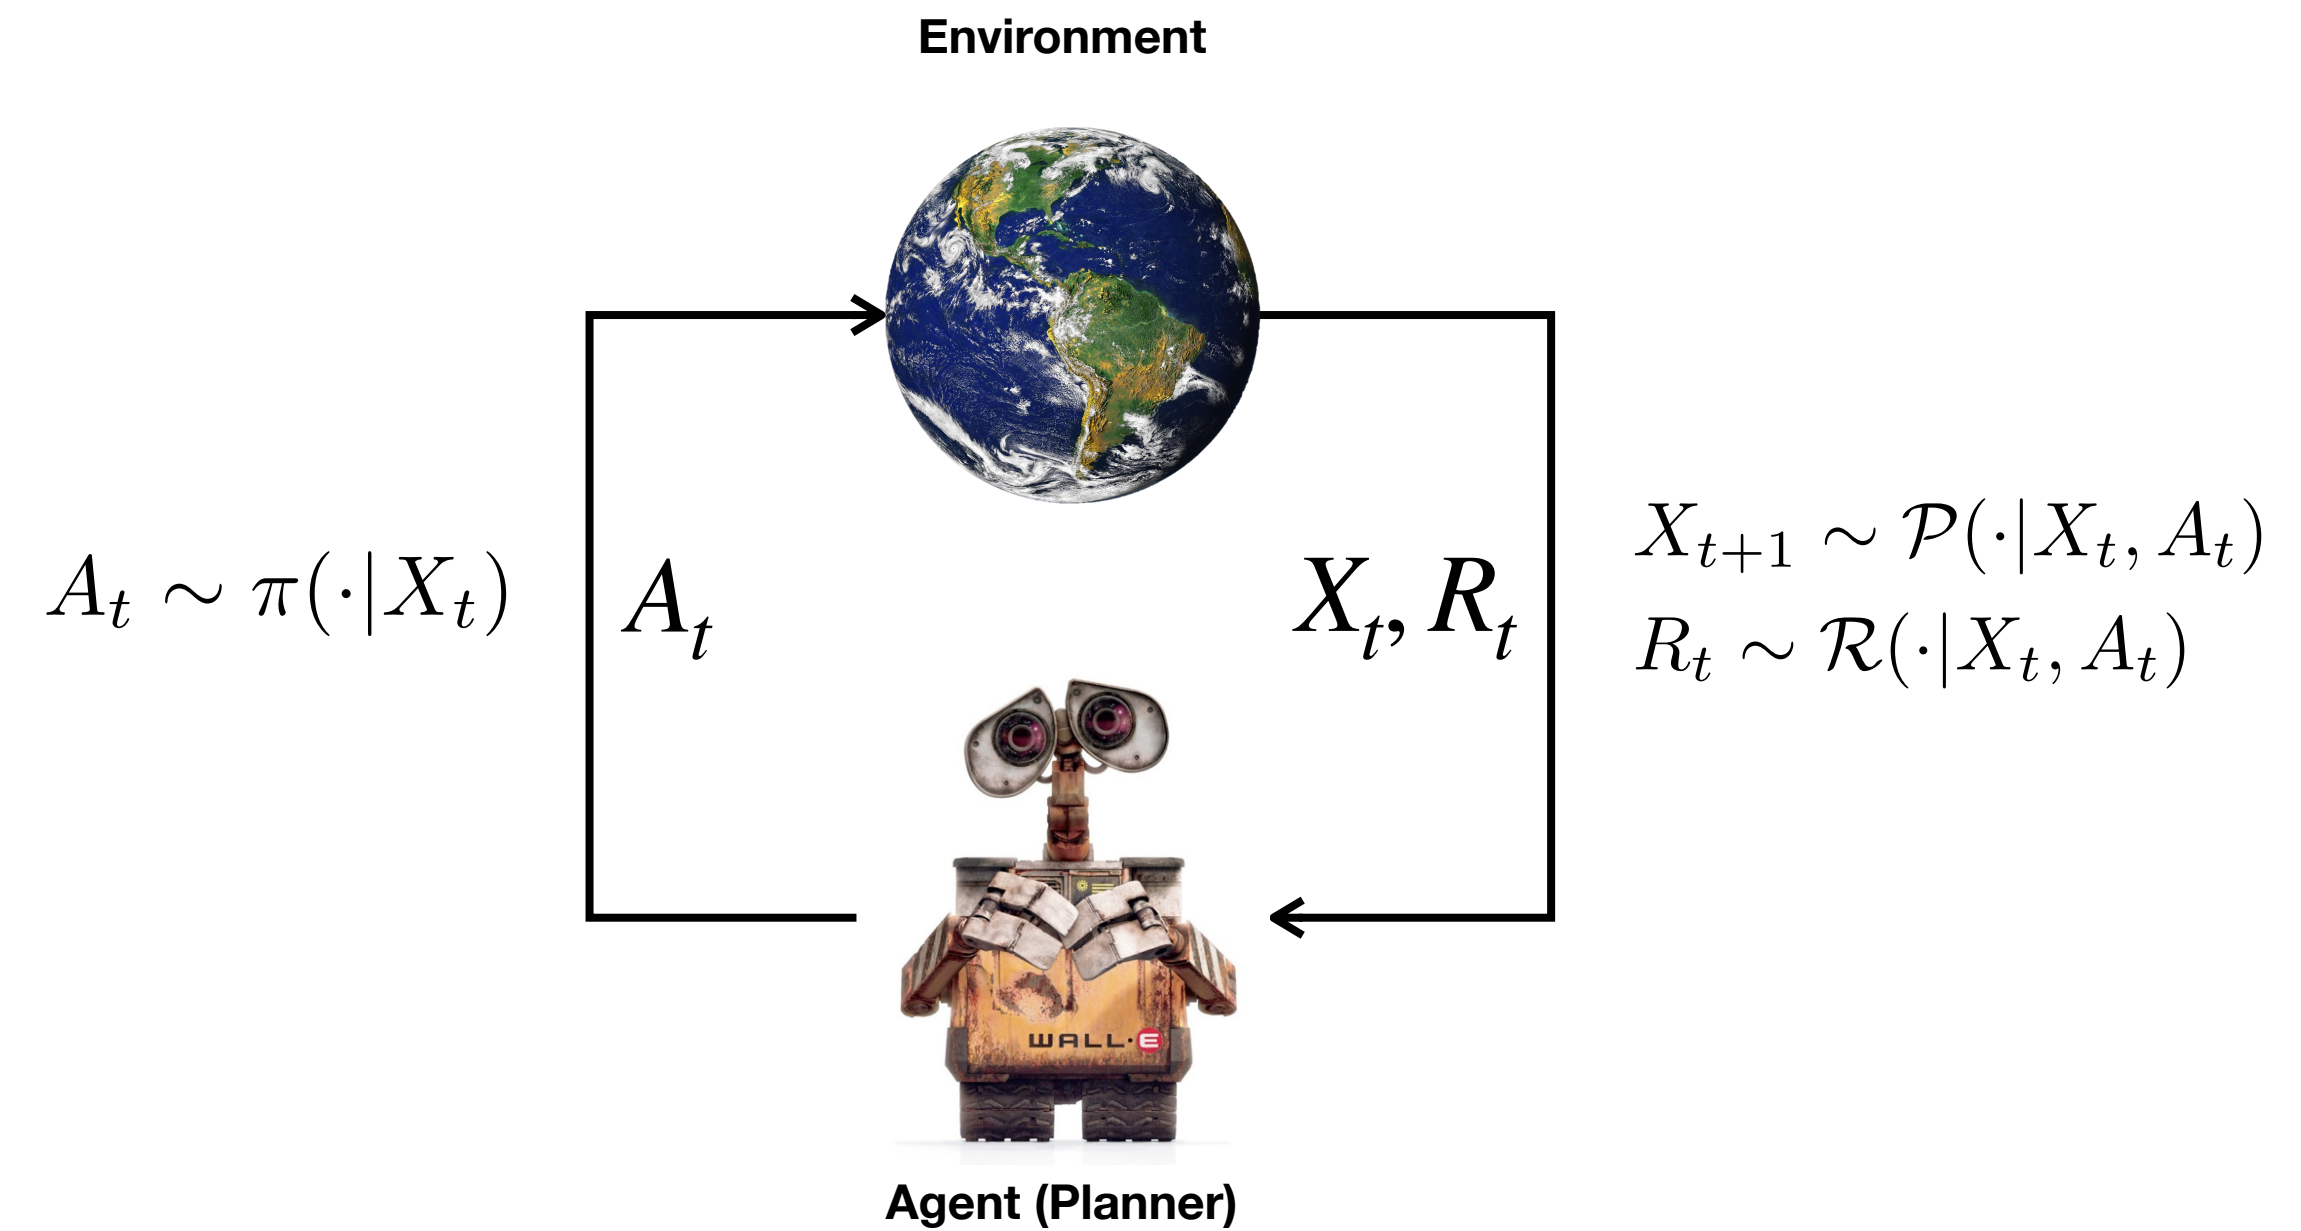 Environment
A_t ∼ π(·|X_t)
A_t
X_t, R_t
X_{t+1} ∼ 𝒫(·|X_t, A_t)
R_t ∼ ℛ(·|X_t, A_t)
WALL·E
Agent (Planner)